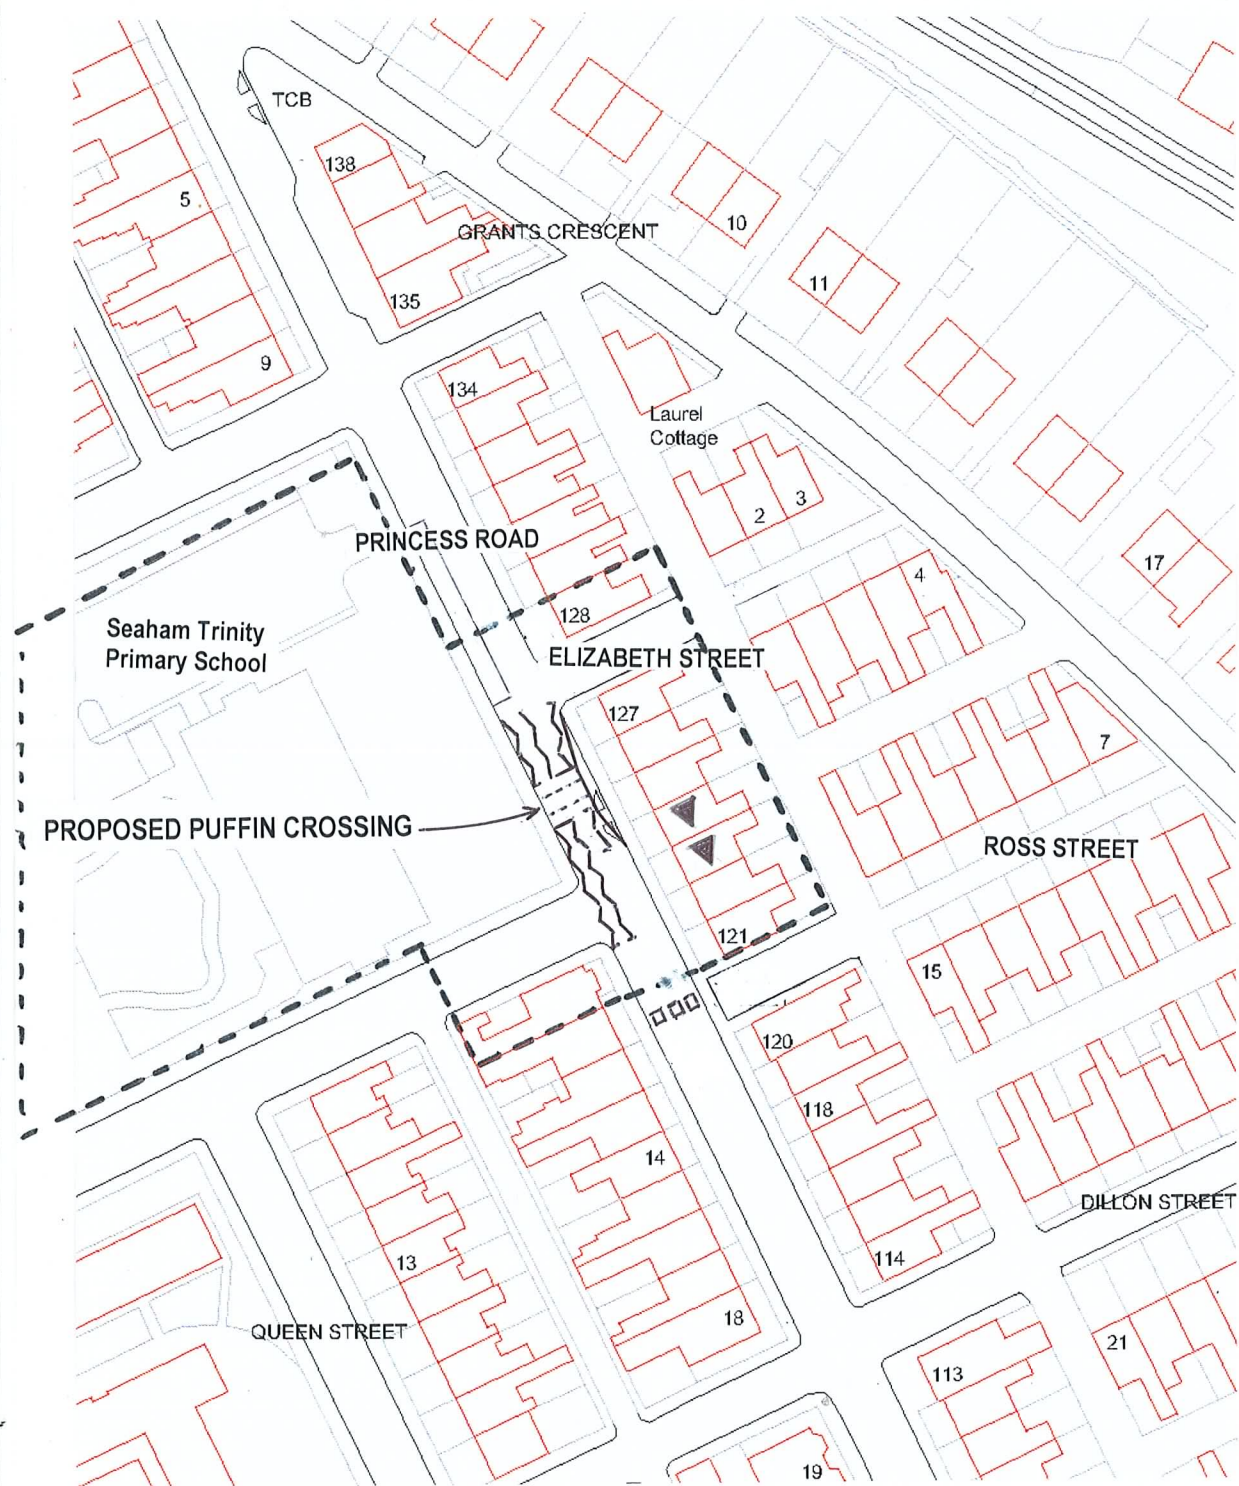 TCB
138
5
GRANTS CRESCENT
10
11
135
9
134
Laurel
Cottage
2
3
PRINCESS ROAD
17
4
128
Seaham Trinity
Primary School
ELIZABETH STREET
127
7
PROPOSED PUFFIN CROSSING
ROSS STREET
121
15
120
118
14
DILLON STREET
114
13
18
QUEEN STREET
21
113
19